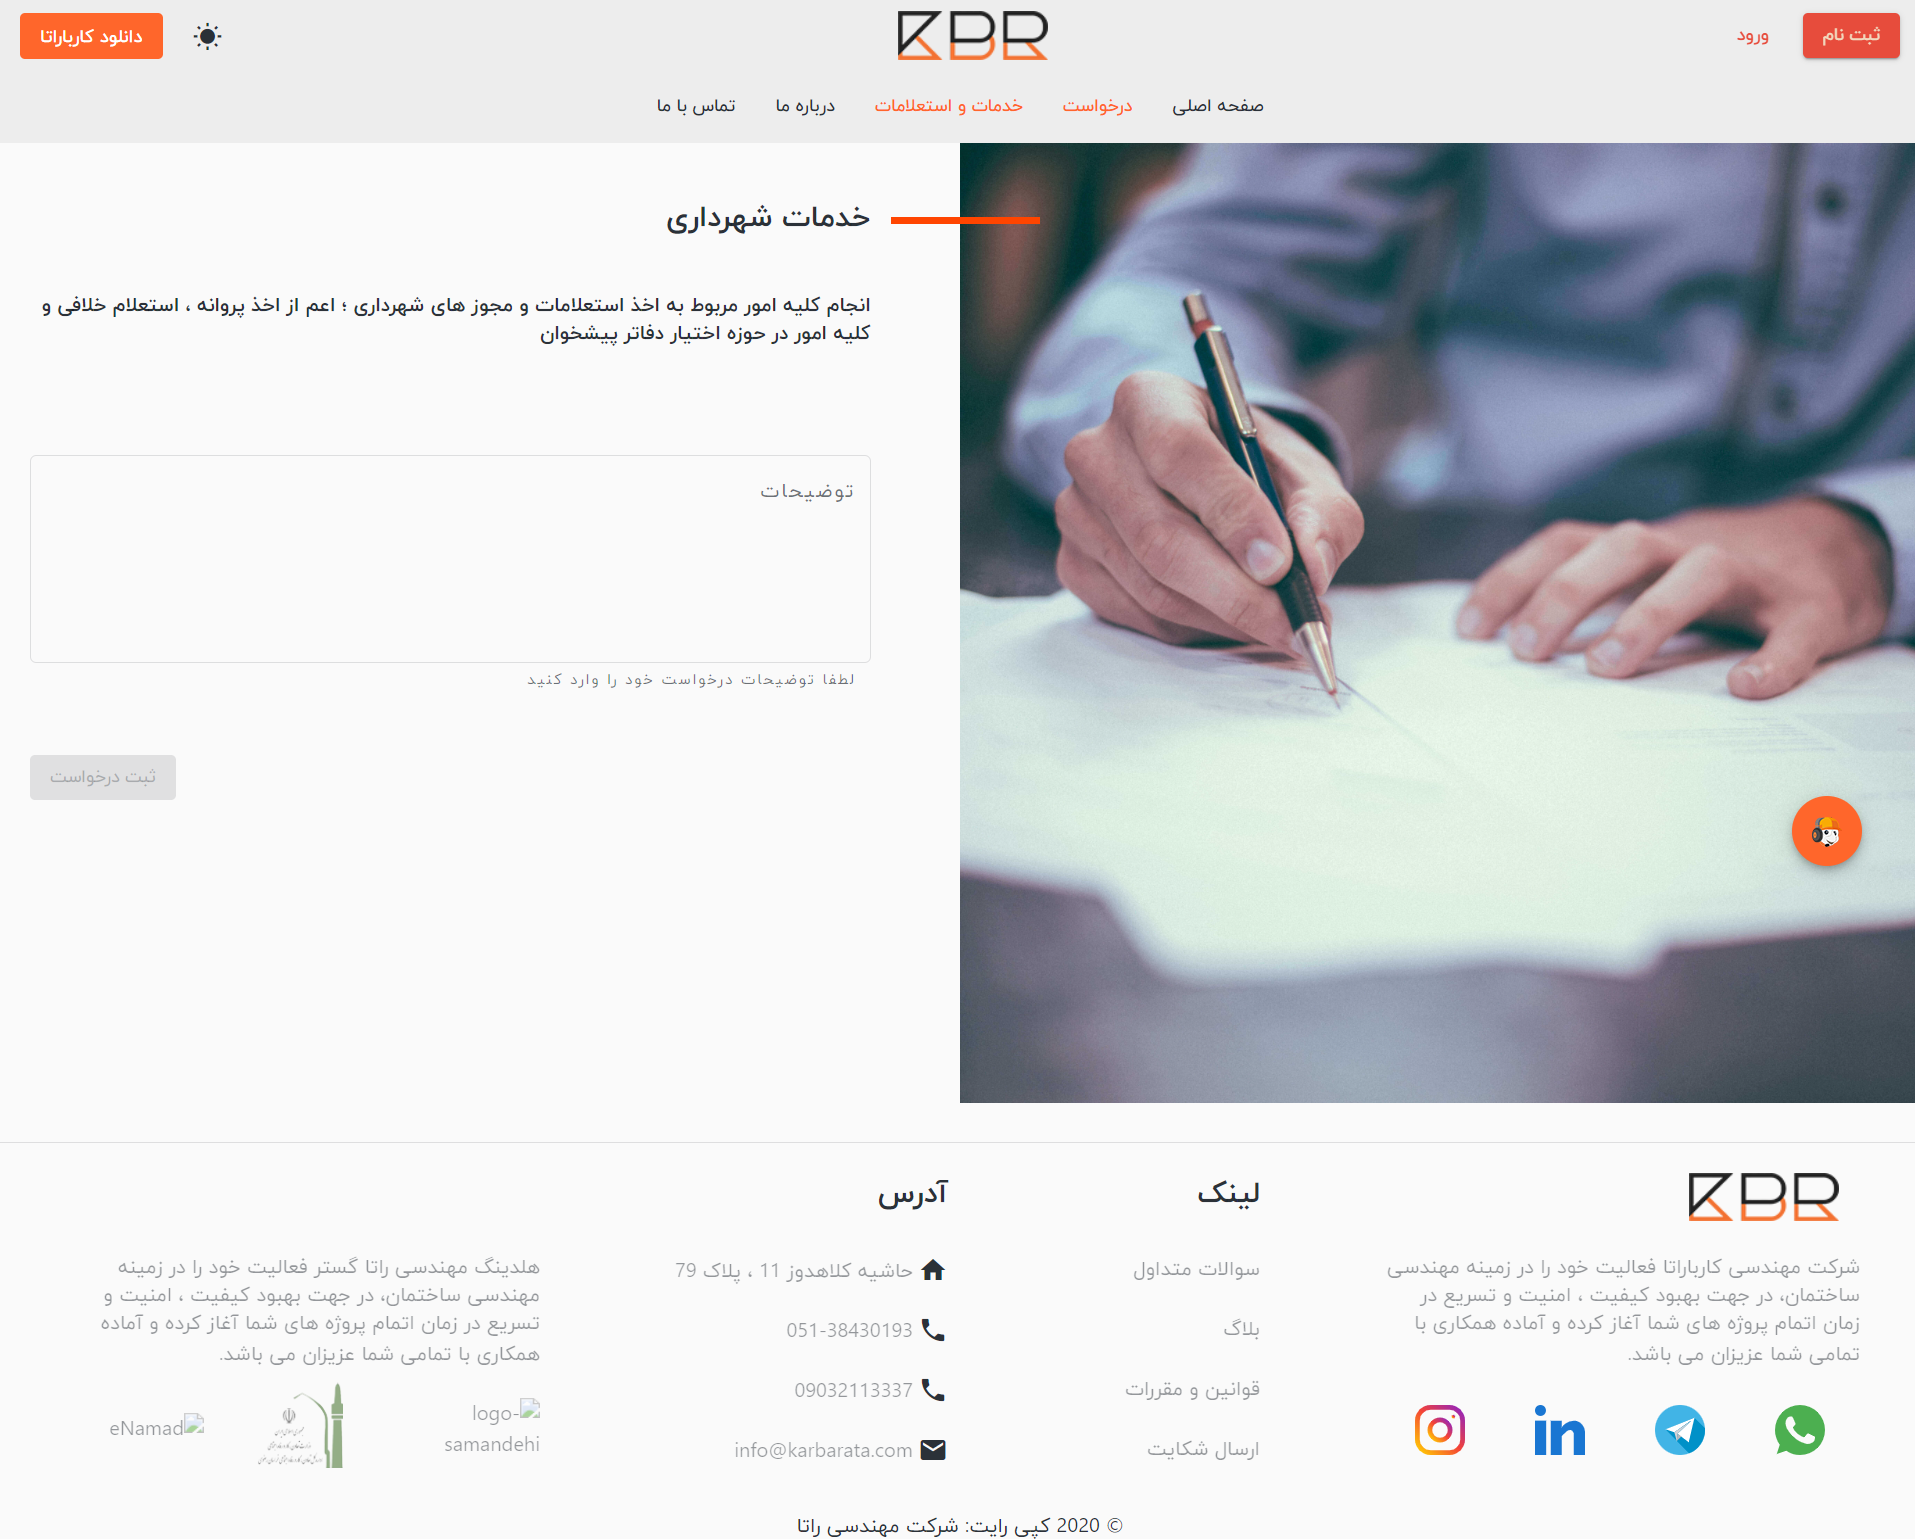 ثبت نام
ورود
KBR
دانلود کارباراتا
صفحه اصلی
درخواست
خدمات و استعلامات
درباره ما
تماس با ما
خدمات شهرداری
انجام کلیه امور مربوط به اخذ استعلامات و مجوز های شهرداری ؛ اعم از اخذ پروانه ، استعلام خلافی و
کلیه امور در حوزه اختیار دفاتر پیشخوان
توضیحات
لطفا توضیحات درخواست خود را وارد کنید
ثبت درخواست
KBR
شرکت مهندسی کارباراتا فعالیت خود را در زمینه مهندسی
ساختمان، در جهت بهبود کیفیت ، امنیت و تسریع در
زمان اتمام پروژه های شما آغاز کرده و آماده همکاری با
تمامی شما عزیزان می باشد.
لینک
سوالات متداول
بلاگ
قوانین و مقررات
ارسال شکایت
آدرس
حاشیه کلاهدوز 11 ، پلاک 79
051-38430193
09032113337
info@karbarata.com
هلدینگ مهندسی راتا گستر فعالیت خود را در زمینه
مهندسی ساختمان، در جهت بهبود کیفیت ، امنیت و
تسریع در زمان اتمام پروژه های شما آغاز کرده و آماده
همکاری با تمامی شما عزیزان می باشد.
logo-
samandehi
eNamad
© 2020 کپی رایت: شرکت مهندسی راتا